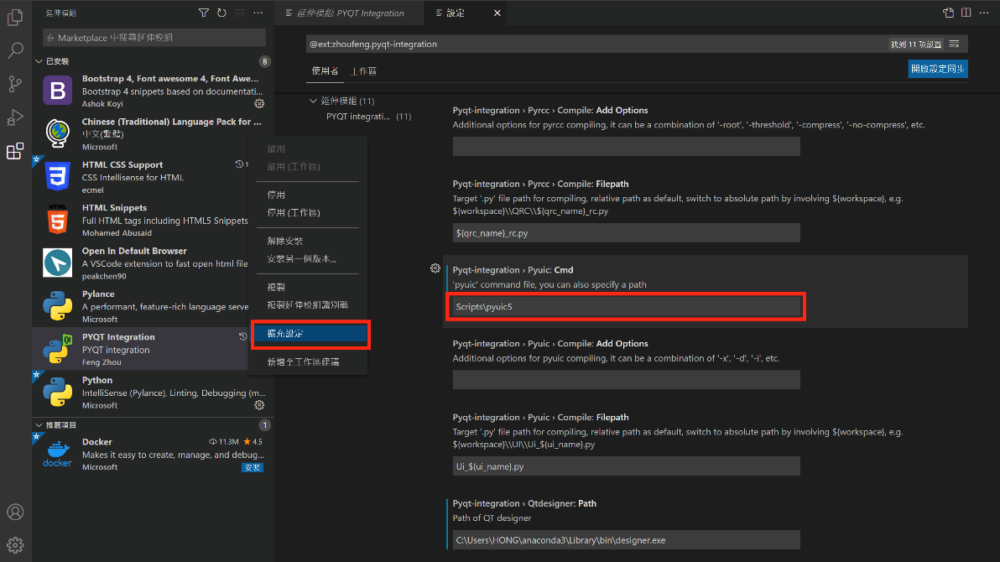 延伸模組
在 Marketplace 中搜尋延伸模組
已安裝
8
Bootstrap 4, Font awesome 4, Font Awe...
Bootstrap snippets based on documentati...
Ashok Koyi
Chinese (Traditional) Language Pack for ...
中文(繁體)
Microsoft
HTML CSS Support
1
CSS Intellisense for HTML
ecmel
HTML Snippets
Full HTML tags including HTML5 Snippets
Mohamed Abusaid
Open In Default Browser
A VSCode extension to fast open html file
peakchen90
Pylance
A performant, feature-rich language serve
Microsoft
PYQT Integration
PYQT integration
Feng Zhou
Python
IntelliSense (Pylance), Linting, Debugging (m...
Microsoft
推薦項目
1
Docker
11.3M
4.5
Makes it easy to create, manage, and debug...
Microsoft
安裝
B
HTML
5
3
Qt
docker
啟用
啟用 (工作區)
停用
停用 (工作區)
解除安裝
安裝另一個版本...
複製
複製延伸模組識別碼
擴充設定
新增至工作區建議
延伸模組: PYQT Integration
設定
@ext:zhoufeng.pyqt-integration
找到 11 項設置
使用者
工作區
開啟設定同步
延伸模組 (11)
PYQT integrati...
(11)
Pyqt-integration › Pyrcc › Compile: Add Options
Additional options for pyrcc compiling, it can be a combination of '-root', '-threshold', '-compress', '-no-compress', etc.
Pyqt-integration › Pyrcc › Compile: Filepath
Target '.py' file path for compiling, relative path as default, switch to absolute path by involving ${workspace}, e.g.
${workspace}\\QRC\\${qrc_name}_rc.py
${qrc_name}_rc.py
Pyqt-integration › Pyuic: Cmd
'pyuic' command file, you can also specify a path
Scripts\pyuic5
Pyqt-integration › Pyuic › Compile: Add Options
Additional options for pyuic compiling, it can be a combination of '-x', '-d', '-i', etc.
Pyqt-integration › Pyuic › Compile: Filepath
Target '.py' file path for compiling, relative path as default, switch to absolute path by involving ${workspace}, e.g.
${workspace}\\UI\\Ui_${ui_name}.py
Ui_${ui_name}.py
Pyqt-integration › Qtdesigner: Path
Path of QT designer
C:\Users\HONG\anaconda3\Library\bin\designer.exe